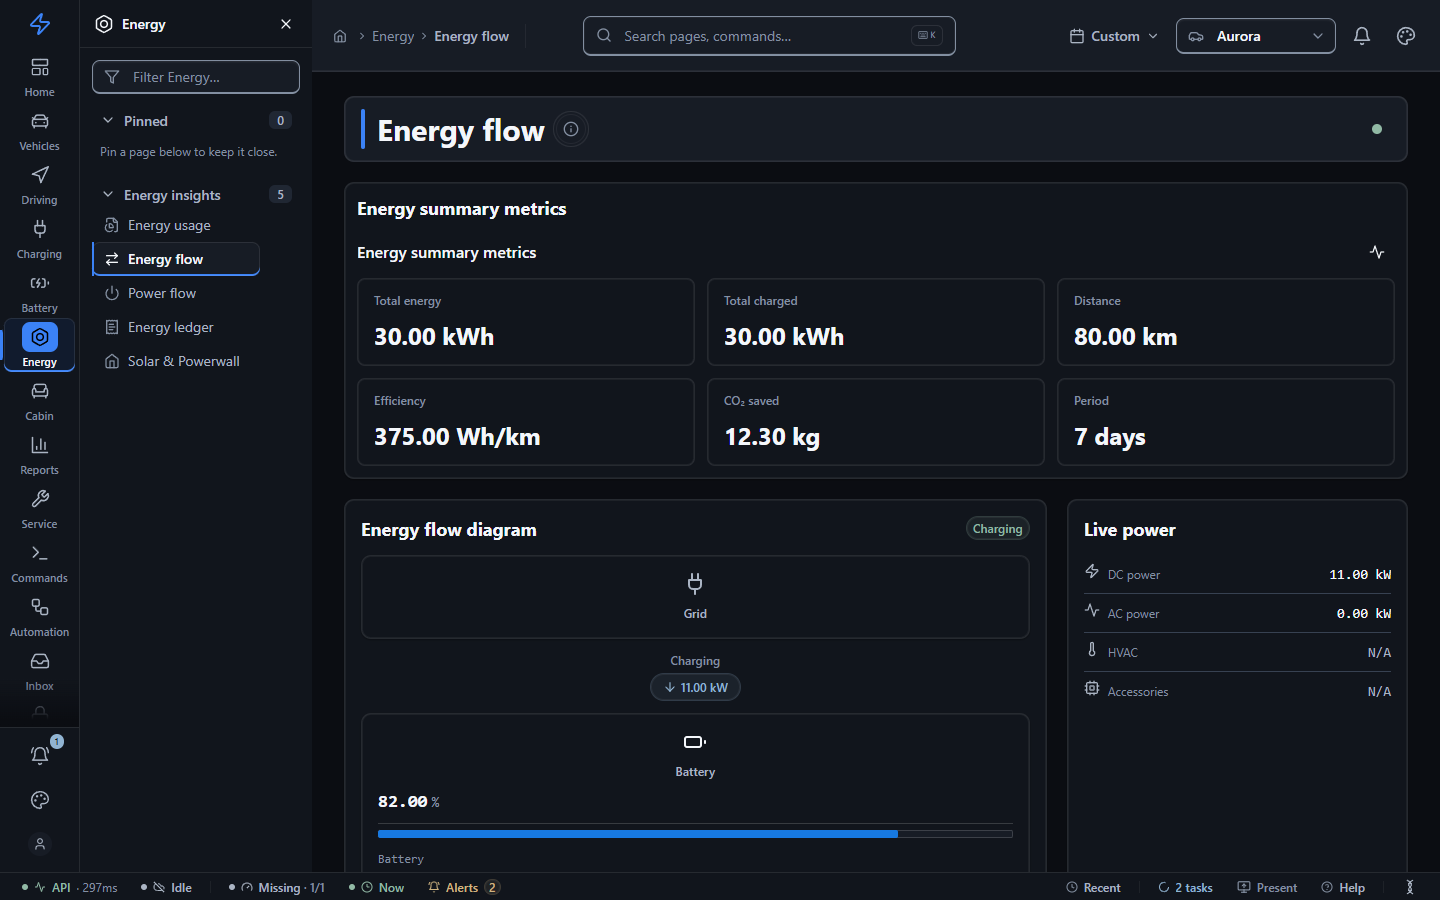 Home
Vehicles
Driving
Charging
Battery
Energy
Cabin
Reports
Service
Commands
Automation
Inbox
1
Energy
Filter Energy...
Pinned 0
Pin a page below to keep it close.
Energy insights 5
Energy usage
Energy flow
Power flow
Energy ledger
Solar & Powerwall
Energy Energy flow
Search pages, commands... K
Custom
Aurora
Energy flow
Energy summary metrics
Energy summary metrics
Total energy
30.00 kWh
Total charged
30.00 kWh
Distance
80.00 km
Efficiency
375.00 Wh/km
CO₂ saved
12.30 kg
Period
7 days
Energy flow diagram Charging
Grid
Charging
↓ 11.00 kW
Battery
82.00 %
Battery
Live power
DC power 11.00 kW
AC power 0.00 kW
HVAC N/A
Accessories N/A
API · 297ms Idle Missing · 1/1 Now Alerts 2 Recent 2 tasks Present Help